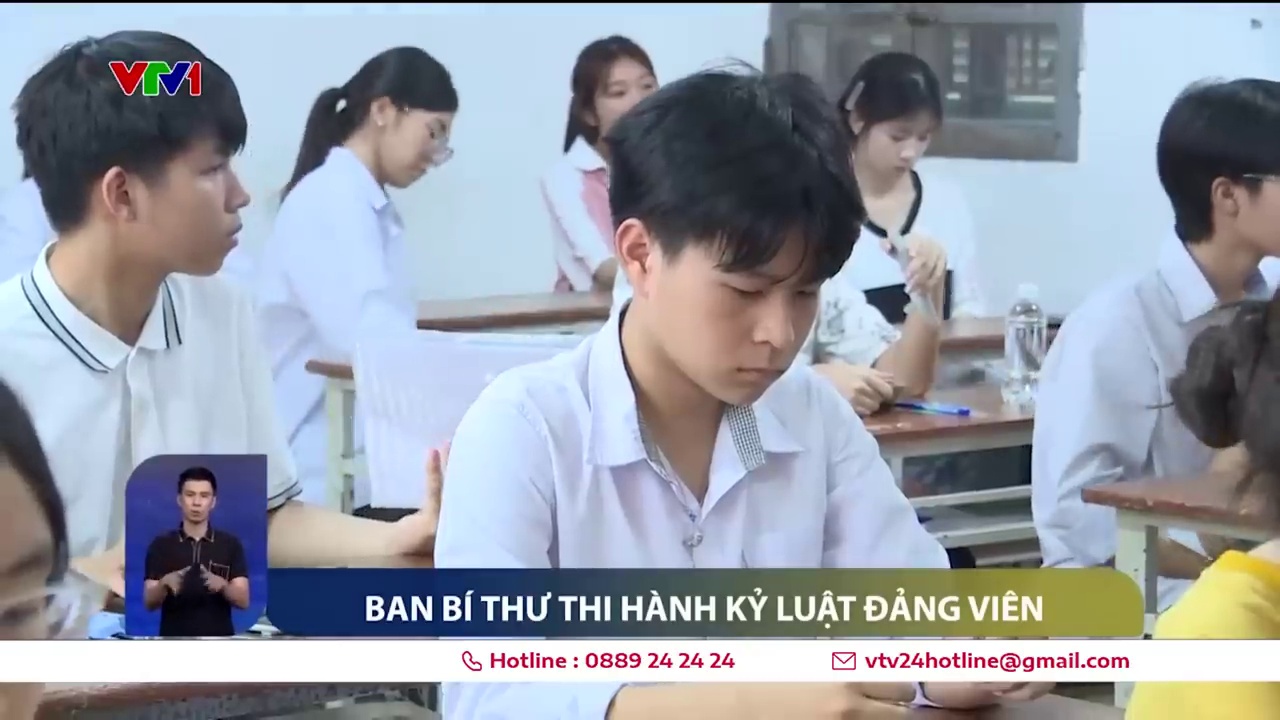 VTV1
BAN BÍ THƯ THI HÀNH KỶ LUẬT ĐẢNG VIÊN
Hotline : 0889 24 24 24
vtv24hotline@gmail.com